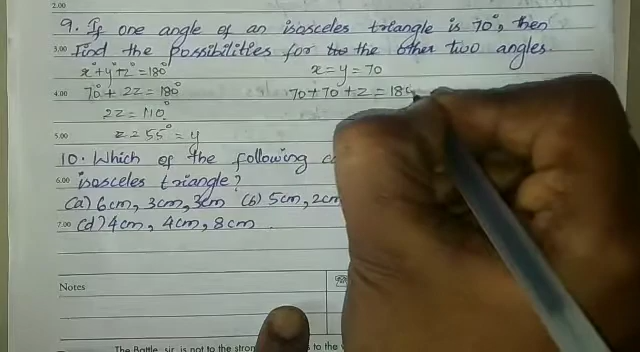 2.00
9. If one angle of an isosceles triangle is 70°, then
3.00 Find the possibilities for the other two angles.
x°+y°+z°=180° x=y=70
4.00 70°+ 2z=180° 70+70°+z=18
2z=110°
5.00 z=55°=y
10. Which of the following
6.00 isosceles triangle?
(a) 6cm, 3cm, 3cm (b) 5cm, 2cm
7.00 (d) 4cm, 4cm, 8cm
Notes
The Battle, sir, is not to the stron s to the